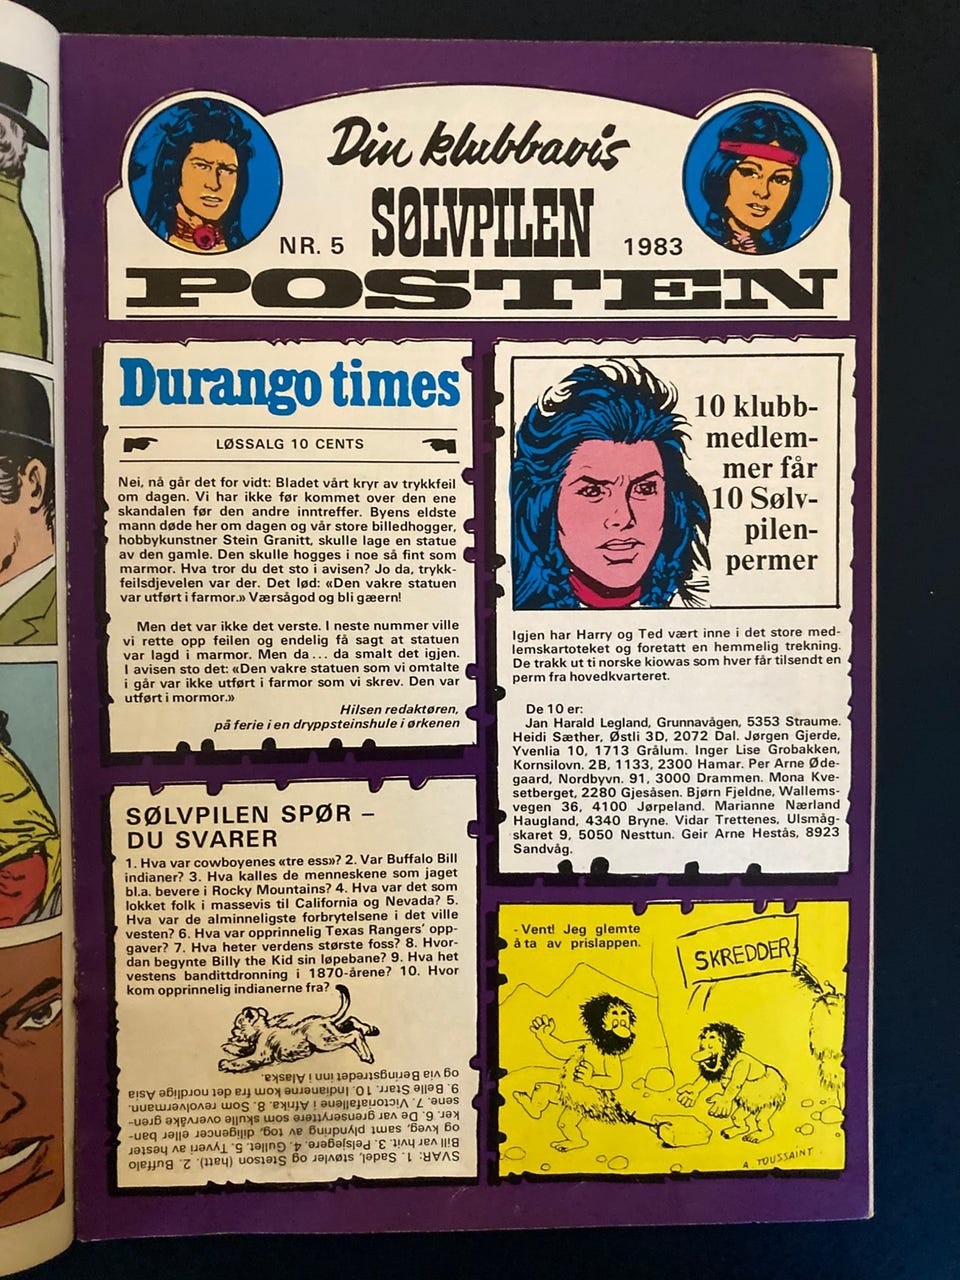 Din klubbavis
SØLVPILEN
NR. 5
1983
POSTEN
Durango times
LØSSALG 10 CENTS
Nei, nå går det for vidt: Bladet vårt kryr av trykkfeil
om dagen. Vi har ikke før kommet over den ene
skandalen før den andre inntreffer. Byens eldste
mann døde her om dagen og vår store billedhogger,
hobbykunstner Stein Granitt, skulle lage en statue
av den gamle. Den skulle hogges i noe så fint som
marmor. Hva tror du det sto i avisen? Jo da, trykk-
feilsdjevelen var der. Det lød: «Den vakre statuen
var utført i farmor.» Værsågod og bli gæern!
Men det var ikke det verste. I neste nummer ville
vi rette opp feilen og endelig få sagt at statuen
var lagd i marmor. Men da... da smalt det igjen.
I avisen sto det: «Den vakre statuen som vi omtalte
i går var ikke utført i farmor som vi skrev. Den var
utført i mormor.»
Hilsen redaktøren,
på ferie i en dryppsteinshule i ørkenen
SØLVPILEN SPØR –
DU SVARER
1. Hva var cowboyenes «tre ess»? 2. Var Buffalo Bill
indianer? 3. Hva kalles de menneskene som jaget
bl.a. bevere i Rocky Mountains? 4. Hva var det som
lokket folk i massevis til California og Nevada? 5.
Hva var de alminneligste forbrytelsene i det ville
vesten? 6. Hva var opprinnelig Texas Rangers' opp-
gaver? 7. Hva heter verdens største foss? 8. Hvor-
dan begynte Billy the Kid sin løpebane? 9. Hva het
vestens bandittdronning i 1870-årene? 10. Hvor
kom opprinnelig indianerne fra?
SVAR: 1. Sadel, støvler og Stetson (hatt). 2. Buffalo
Bill var hvit. 3. Pelsjegere. 4. Gullet. 5. Tyveri av hester
og kveg, samt plyndring av tog, diligencer eller ban-
ker. 6. De var grenseryttere som skulle overvåke gren-
sene. 7. Victoriafallene i Afrika. 8. Som revolvermann.
9. Belle Starr. 10. Indianerne kom fra det nordlige Asia
og via Beringstredet inn i Alaska.
10 klubb-
medlem-
mer får
10 Sølv-
pilen-
permer
Igjen har Harry og Ted vært inne i det store med-
lemskartoteket og foretatt en hemmelig trekning.
De trakk ut ti norske kiowas som hver får tilsendt en
perm fra hovedkvarteret.
De 10 er:
Jan Harald Legland, Grunnavågen, 5353 Straume.
Heidi Sæther, Østli 3D, 2072 Dal. Jørgen Gjerde,
Yvenlia 10, 1713 Grålum. Inger Lise Grobakken,
Kornsilovn. 2B, 1133, 2300 Hamar. Per Arne Øde-
gaard, Nordbyvn. 91, 3000 Drammen. Mona Kve-
setberget, 2280 Gjesåsen. Bjørn Fjeldne, Wallems-
vegen 36, 4100 Jørpeland. Marianne Nærland
Haugland, 4340 Bryne. Vidar Trettenes, Ulsmåg-
skaret 9, 5050 Nesttun. Geir Arne Hestås, 8923
Sandvåg.
- Vent! Jeg glemte
å ta av prislappen.
SKREDDER
A. TOUSSAINT